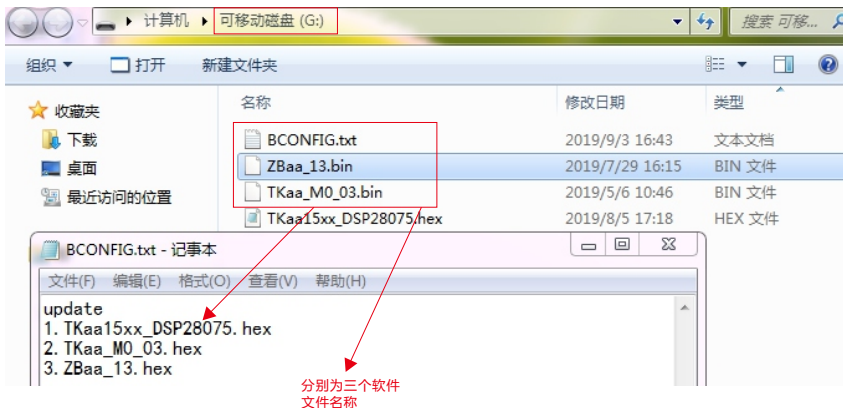 计算机 可移动磁盘 (G:) 搜索 可移...
组织 打开 新建文件夹
收藏夹
下载
桌面
最近访问的位置
名称 修改日期 类型
BCONFIG.txt 2019/9/3 16:43 文本文档
ZBaa_13.bin 2019/7/29 16:15 BIN 文件
TKaa_M0_03.bin 2019/5/6 10:46 BIN 文件
TKaa15xx_DSP28075.hex 2019/8/5 17:18 HEX 文件
BCONFIG.txt - 记事本
文件(F) 编辑(E) 格式(O) 查看(V) 帮助(H)
update
1. TKaa15xx_DSP28075. hex
2. TKaa_M0_03. hex
3. ZBaa_13. hex
分别为三个软件
文件名称